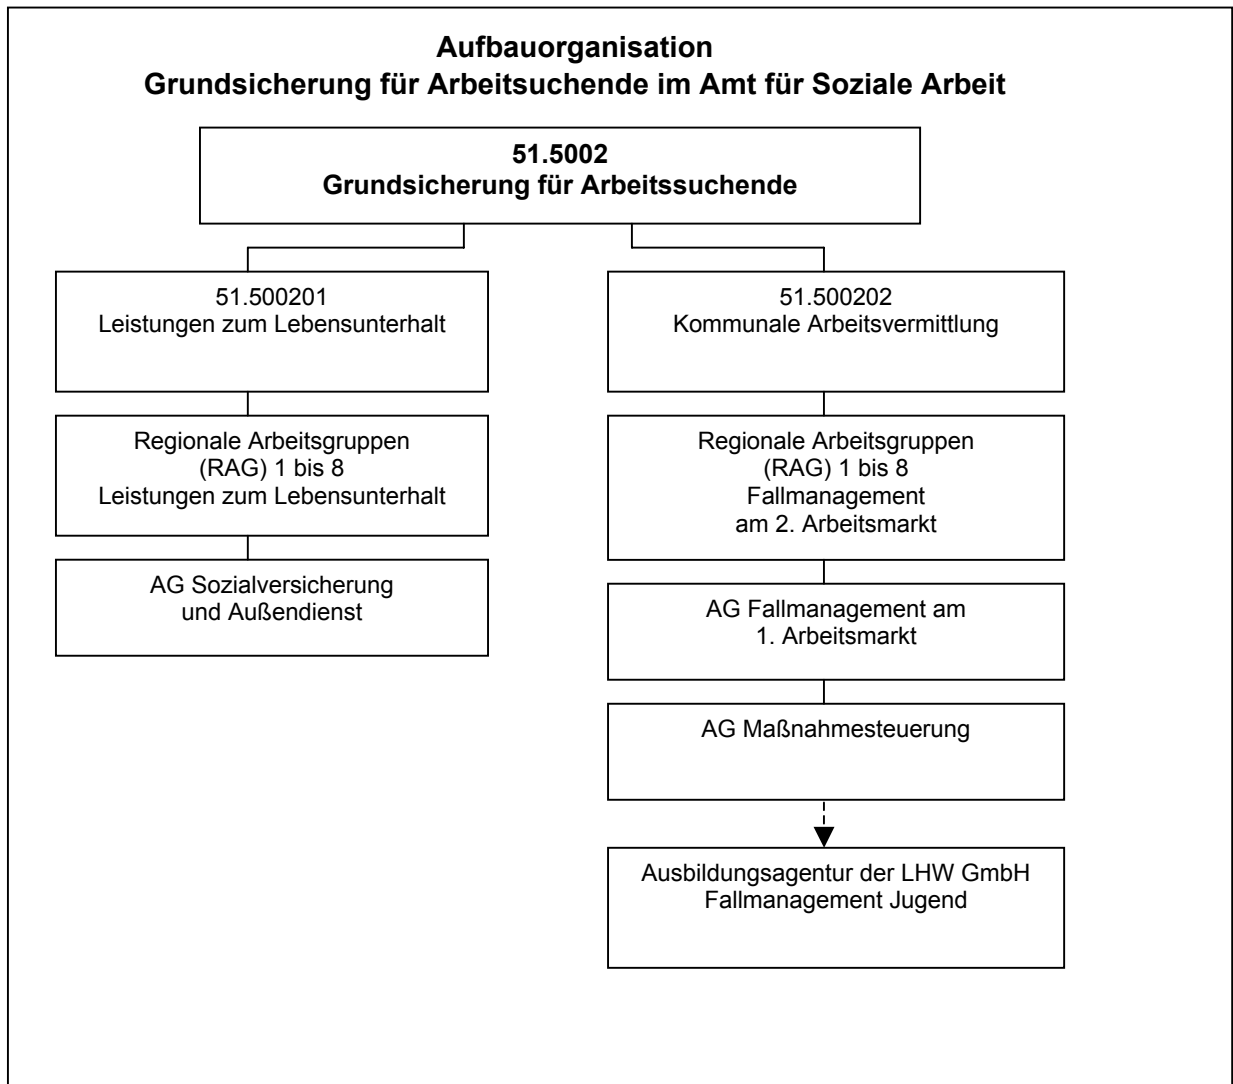 Aufbauorganisation
Grundsicherung für Arbeitsuchende im Amt für Soziale Arbeit
51.5002
Grundsicherung für Arbeitssuchende
51.500201
Leistungen zum Lebensunterhalt
Regionale Arbeitsgruppen
(RAG) 1 bis 8
Leistungen zum Lebensunterhalt
AG Sozialversicherung
und Außendienst
51.500202
Kommunale Arbeitsvermittlung
Regionale Arbeitsgruppen
(RAG) 1 bis 8
Fallmanagement
am 2. Arbeitsmarkt
AG Fallmanagement am
1. Arbeitsmarkt
AG Maßnahmesteuerung
Ausbildungsagentur der LHW GmbH
Fallmanagement Jugend